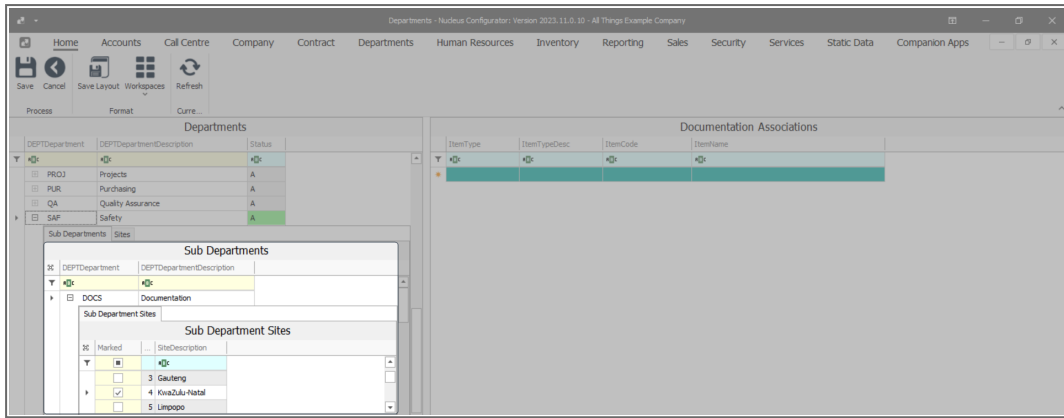 Departments - Nucleus Configurator: Version 2023.11.0.10 - All Things Example Company
Home Accounts Call Centre Company Contract Departments Human Resources Inventory Reporting Sales Security Services Static Data Companion Apps
Save Cancel Save Layout Workspaces Refresh
Process Format Curre...
Departments
DEPTDepartment DEPTDepartmentDescription Status
PROJ Projects A
PUR Purchasing A
QA Quality Assurance A
SAF Safety A
Sub Departments Sites
Sub Departments
DEPTDepartment DEPTDepartmentDescription
DOCS Documentation
Sub Department Sites
Sub Department Sites
Marked ... SiteDescription
3 Gauteng
4 KwaZulu-Natal
5 Limpopo
Documentation Associations
ItemType ItemTypeDesc ItemCode ItemName